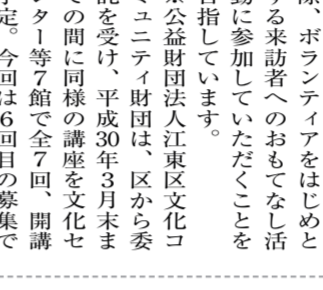 際、ボランティアをはじめと
する来訪者へのおもてなし活
動に参加していただくことを
目指しています。
※公益財団法人江東区文化コ
ミュニティ財団は、区から委
託を受け、平成30年3月末ま
での間に同様の講座を文化セ
ンター等7館で全7回、開講
予定。今回は6回目の募集で